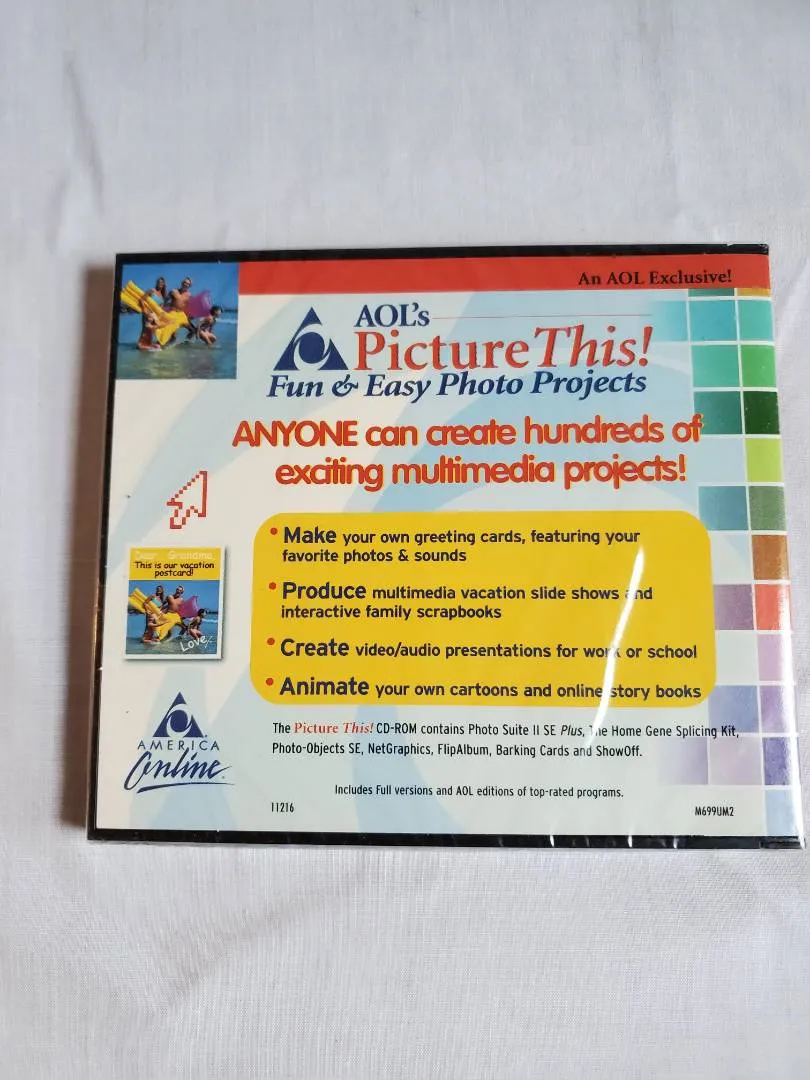 An AOL Exclusive!
AOL's
Picture This!
Fun & Easy Photo Projects
ANYONE can create hundreds of
exciting multimedia projects!
• Make your own greeting cards, featuring your
favorite photos & sounds
• Produce multimedia vacation slide shows and
interactive family scrapbooks
• Create video/audio presentations for work or school
• Animate your own cartoons and online story books
Dear Grandma,
This is our vacation
postcard!
Love,
AMERICA
Online
The Picture This! CD-ROM contains Photo Suite II SE Plus, The Home Gene Splicing Kit,
Photo-Objects SE, NetGraphics, FlipAlbum, Barking Cards and ShowOff.
Includes Full versions and AOL editions of top-rated programs.
11216
M699UM2